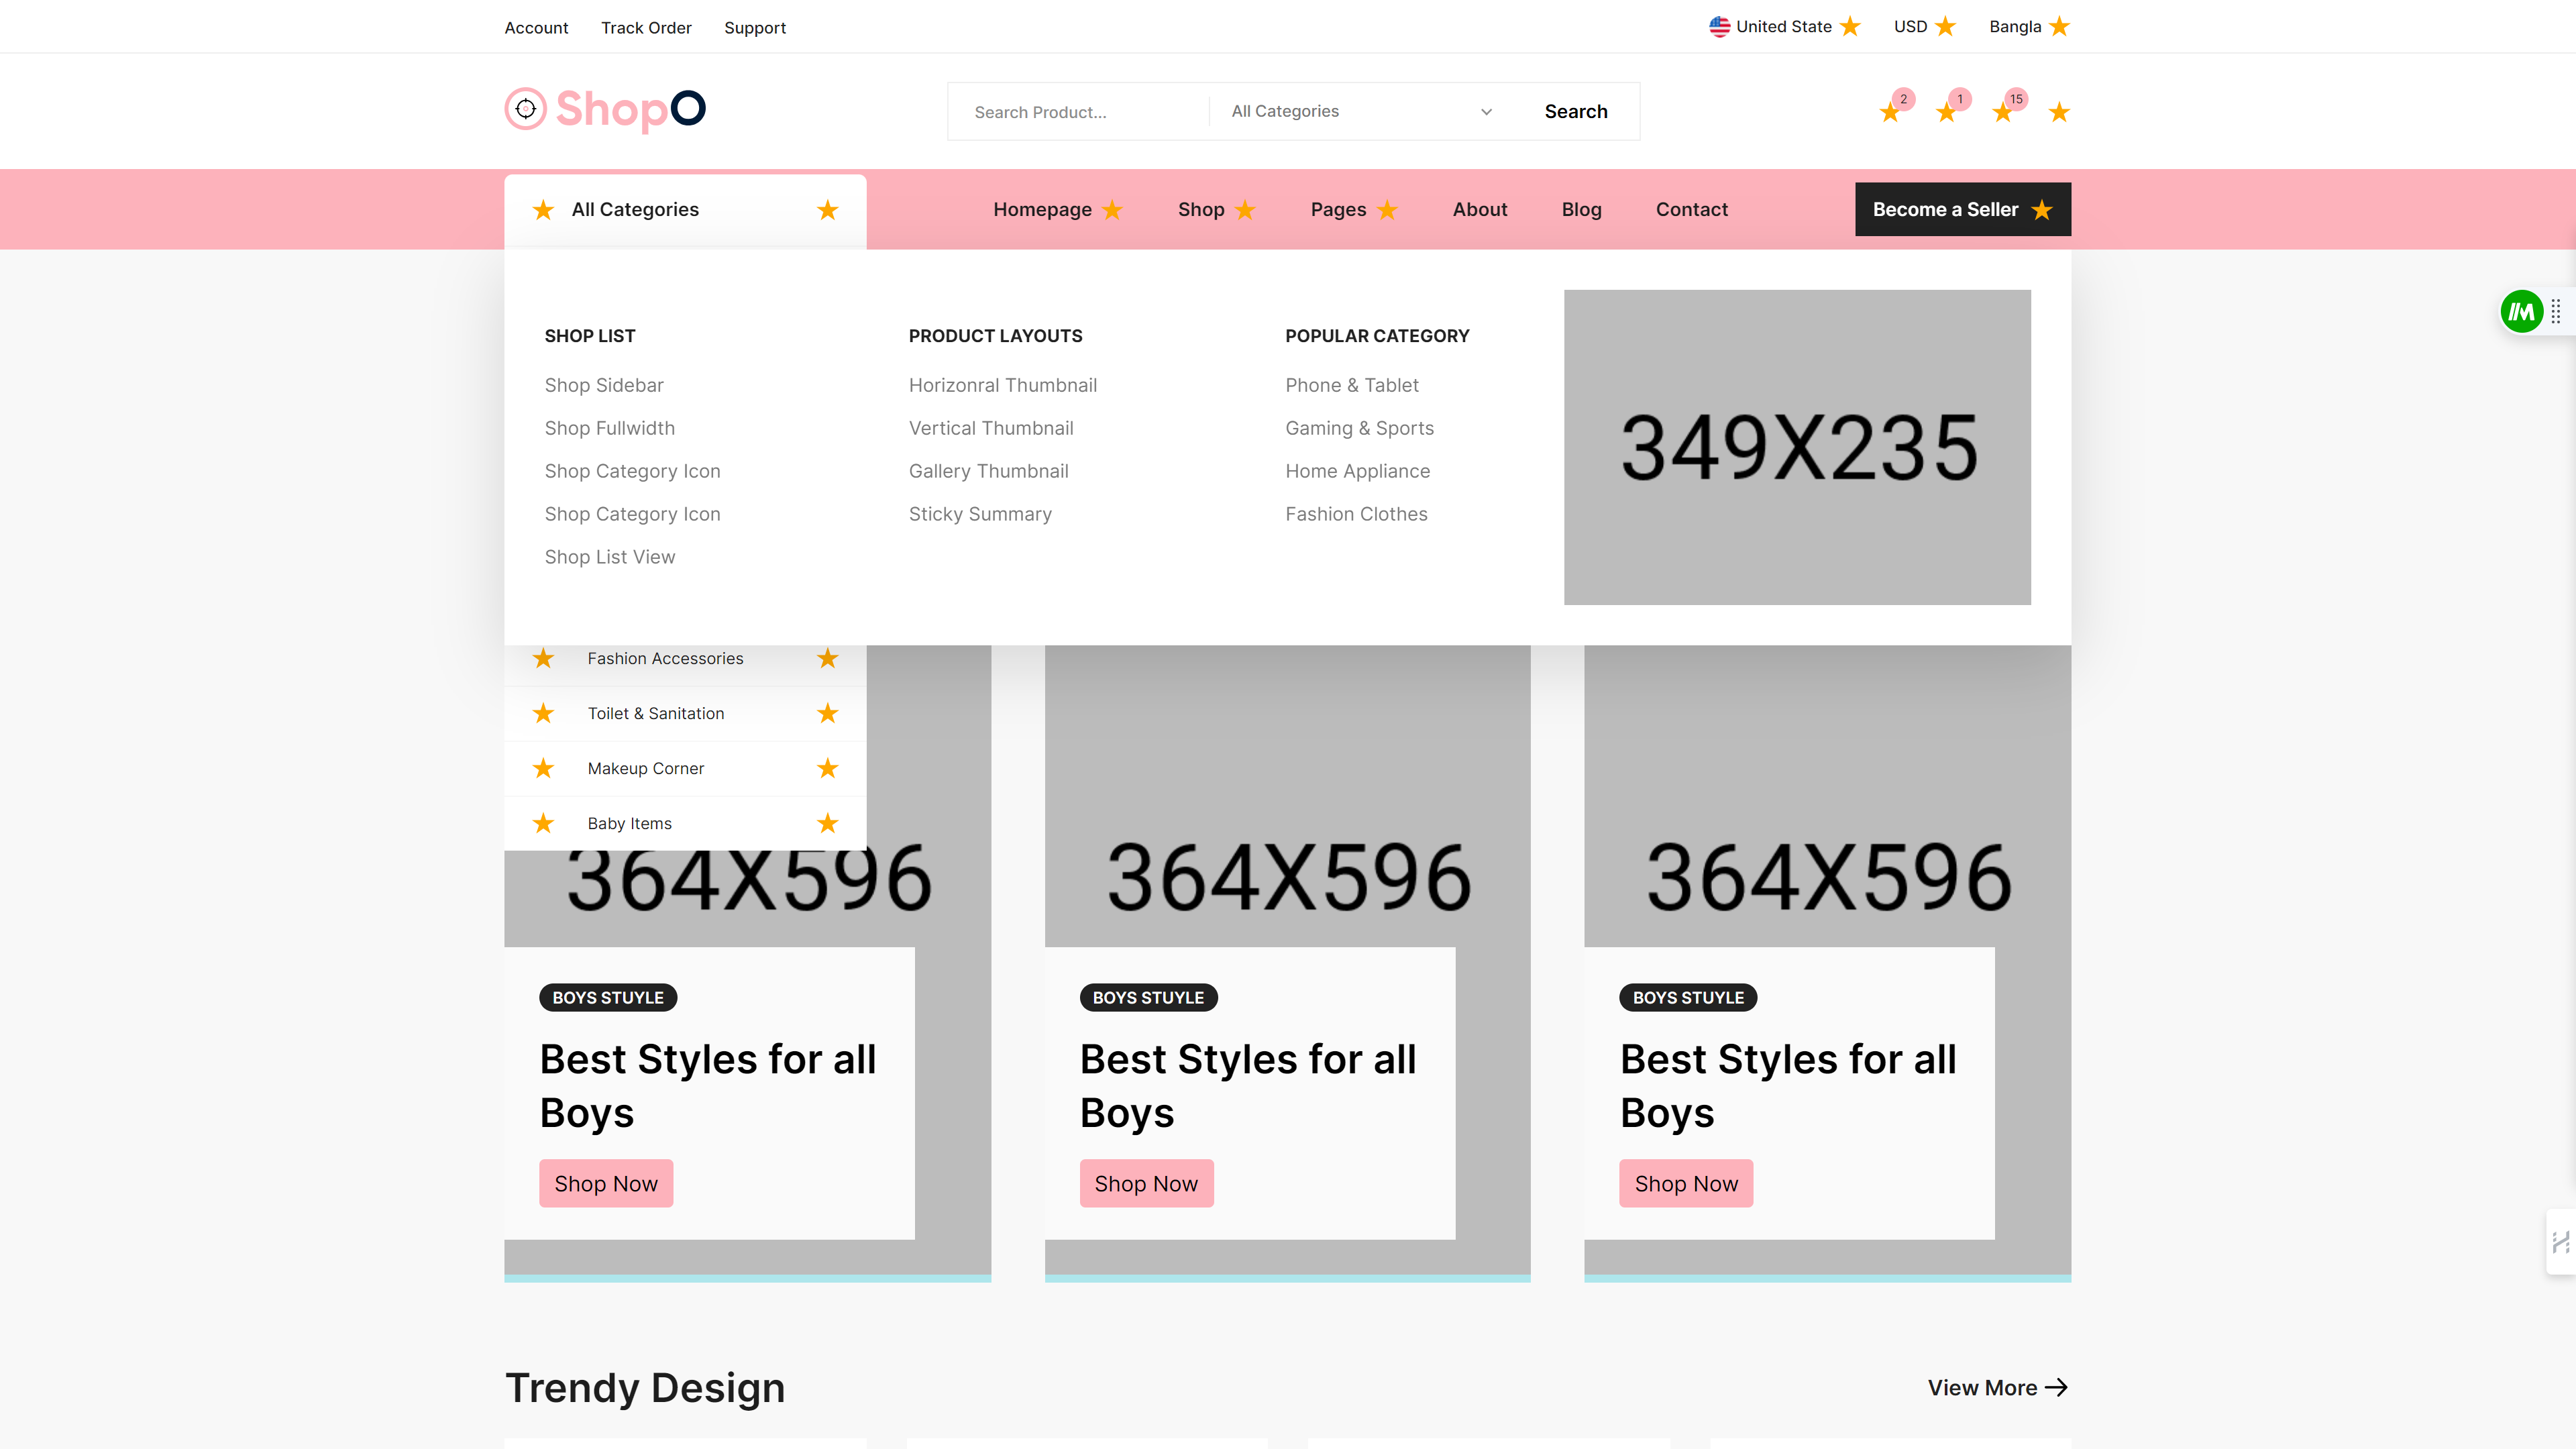 Account Track Order Support United State USD Bangla
ShopO Search Product... All Categories Search 2 1 15
All Categories Homepage Shop Pages About Blog Contact Become a Seller
SHOP LIST PRODUCT LAYOUTS POPULAR CATEGORY
Shop Sidebar Horizonral Thumbnail Phone & Tablet
Shop Fullwidth Vertical Thumbnail Gaming & Sports
Shop Category Icon Gallery Thumbnail Home Appliance
Shop Category Icon Sticky Summary Fashion Clothes
Shop List View
349X235
Fashion Accessories
Toilet & Sanitation
Makeup Corner
Baby Items
364X596 364X596 364X596
BOYS STUYLE BOYS STUYLE BOYS STUYLE
Best Styles for all Best Styles for all Best Styles for all
Boys Boys Boys
Shop Now Shop Now Shop Now
Trendy Design View More